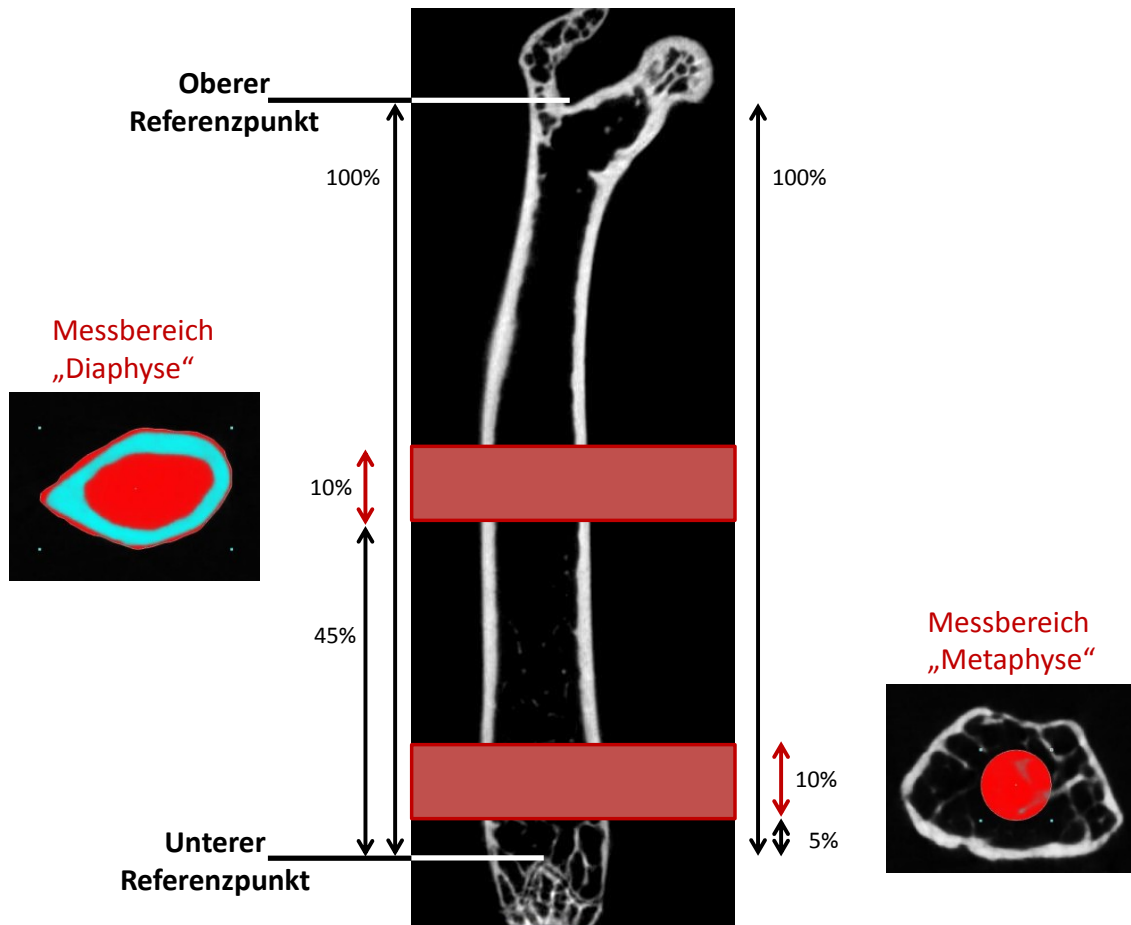 Oberer
Referenzpunkt
100%
100%
Messbereich
„Diaphyse“
10%
45%
Messbereich
„Metaphyse“
10%
5%
Unterer
Referenzpunkt